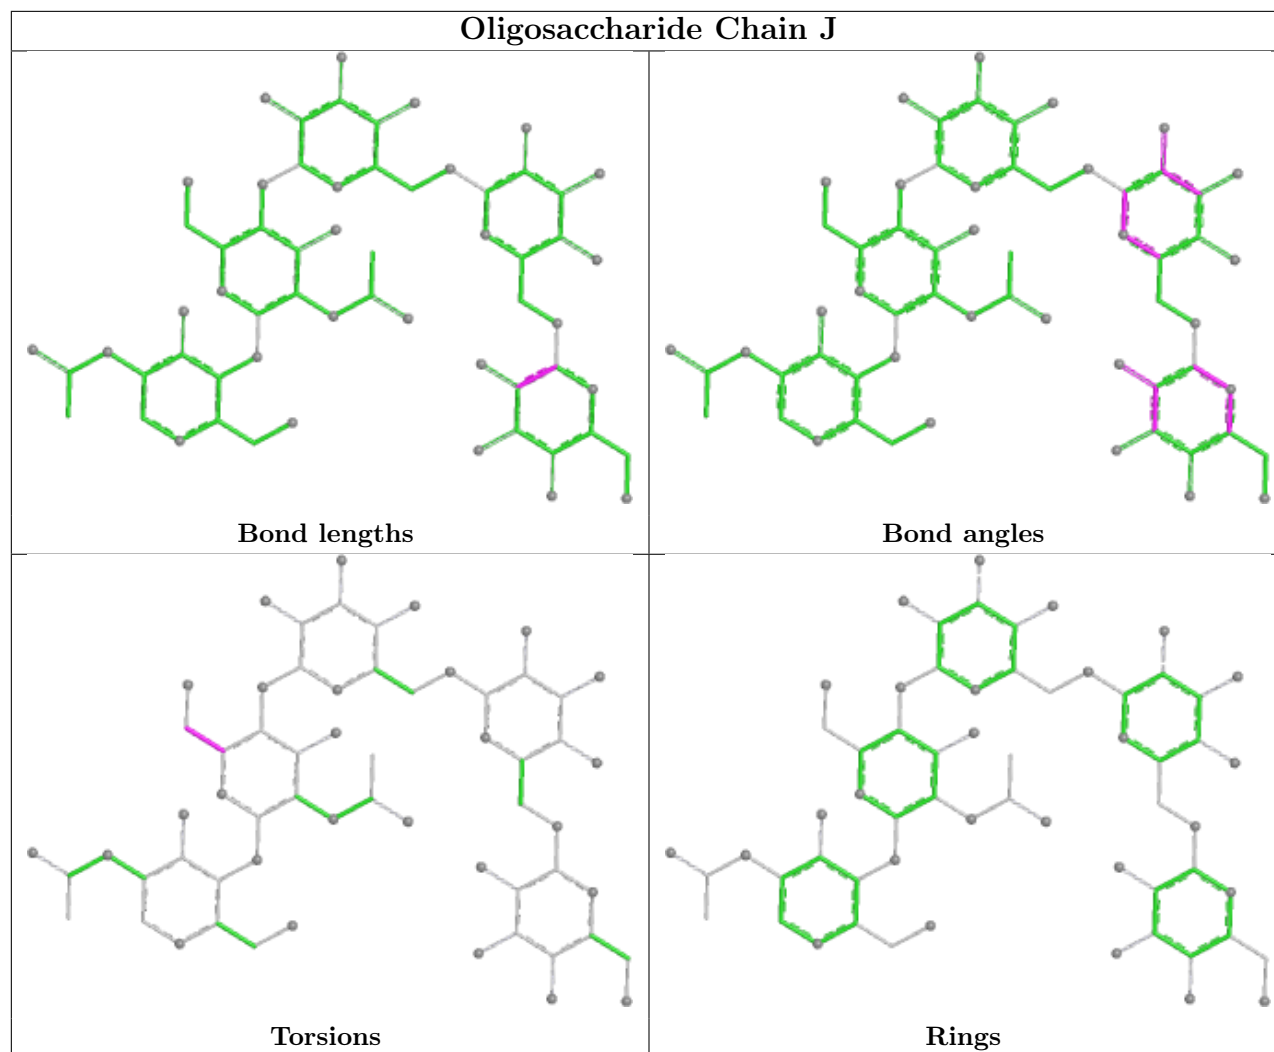 Oligosaccharide Chain J
Bond lengths
Bond angles
Torsions
Rings